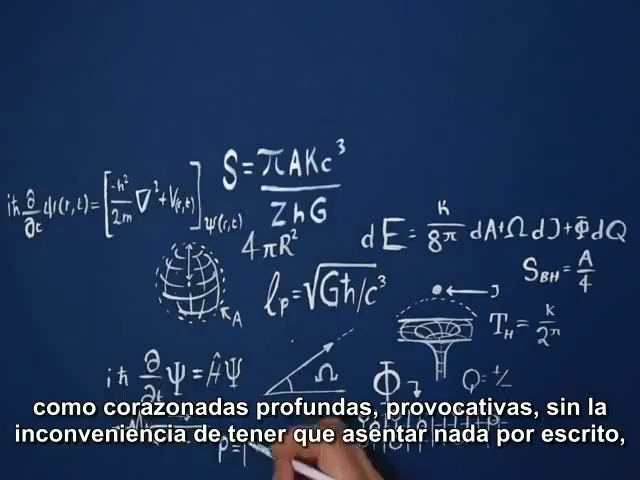 S = πAKc³ / 2hG
iħ ∂/∂t ψ(r,t) = [-ħ²/2m ∇² + V(r,t)] ψ(r,t)
4πR²
dE = κ/8π dA + Ω dJ + Φ dQ
S_BH = A/4
ℓ_P = √Għ/c³
J
A
T_H = κ/2π
iħ ∂/∂t Ψ = ĤΨ
Ω
Φ
como corazonadas profundas, provocativas, sin la
inconveniencia de tener que asentar nada por escrito,